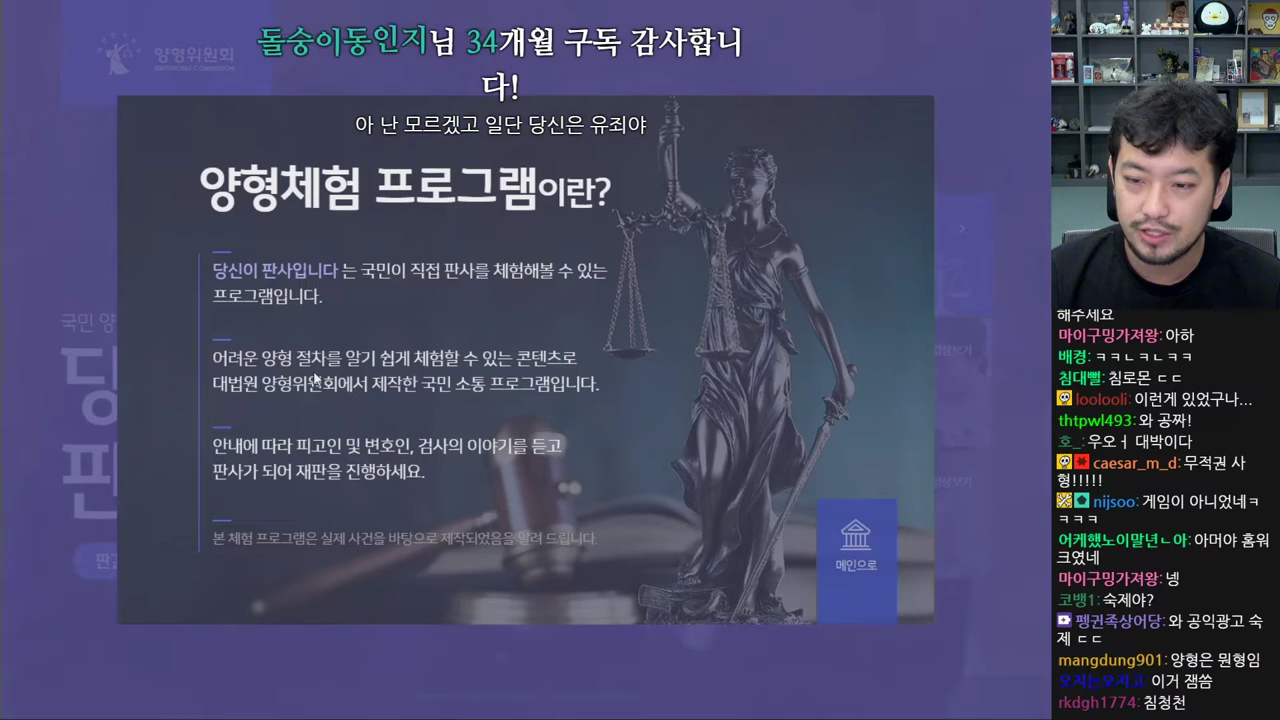 양형위원회
SENTENCING COMMISSION
돌숭이동인지님 34개월 구독 감사합니
다!
아 난 모르겠고 일단 당신은 유죄야
양형체험 프로그램이란?
당신이 판사입니다 는 국민이 직접 판사를 체험해볼 수 있는
프로그램입니다.
어려운 양형 절차를 알기 쉽게 체험할 수 있는 콘텐츠로
대법원 양형위원회에서 제작한 국민 소통 프로그램입니다.
안내에 따라 피고인 및 변호인, 검사의 이야기를 듣고
판사가 되어 재판을 진행하세요.
본 체험 프로그램은 실제 사건을 바탕으로 제작되었음을 알려 드립니다.
메인으로
국민 양
당
판
해주세요
마이구밍가져왕: 아하
배경: ㅋㅋㄴㅋㄴㅋㅋ
침대뻘: 침로몬 ㄷㄷ
loolooli: 이런게 있었구나...
thtpwl493: 와 공짜!
호_: 우오ㅓ 대박이다
caesar_m_d: 무적권 사
형!!!!!
nijsoo: 게임이 아니었네ㅋ
ㅋㅋㅋ
어케했노이말년ㄴ아: 아머야 홈워
크였네
마이구밍가져왕: 넹
코뱅1: 숙제야?
펭귄족상어당: 와 공익광고 숙
제 ㄷㄷ
mangdung901: 양형은 뭔형임
오지는오지고: 이거 잼씀
rkdgh1774: 침청천